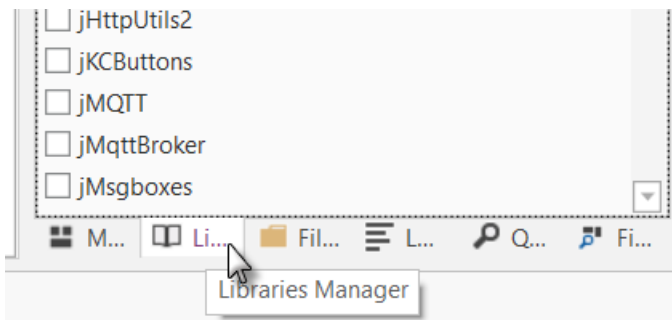 jHttpUtils2
jKCButtons
jMQTT
jMqttBroker
jMsgboxes
M... Li... Fil... L... Q... Fi...
Libraries Manager